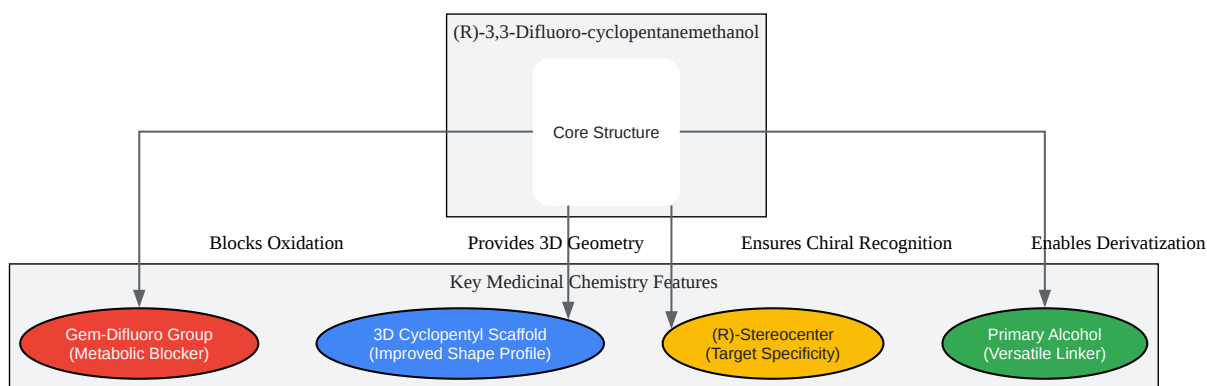 (R)-3,3-Difluoro-cyclopentanemethanol
Core Structure
Blocks Oxidation
Provides 3D Geometry
Ensures Chiral Recognition
Enables Derivatization
Key Medicinal Chemistry Features
Gem-Difluoro Group
(Metabolic Blocker)
3D Cyclopentyl Scaffold
(Improved Shape Profile)
(R)-Stereocenter
(Target Specificity)
Primary Alcohol
(Versatile Linker)